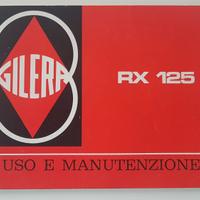 GILERA
RX 125
USO E MANUTENZIONE